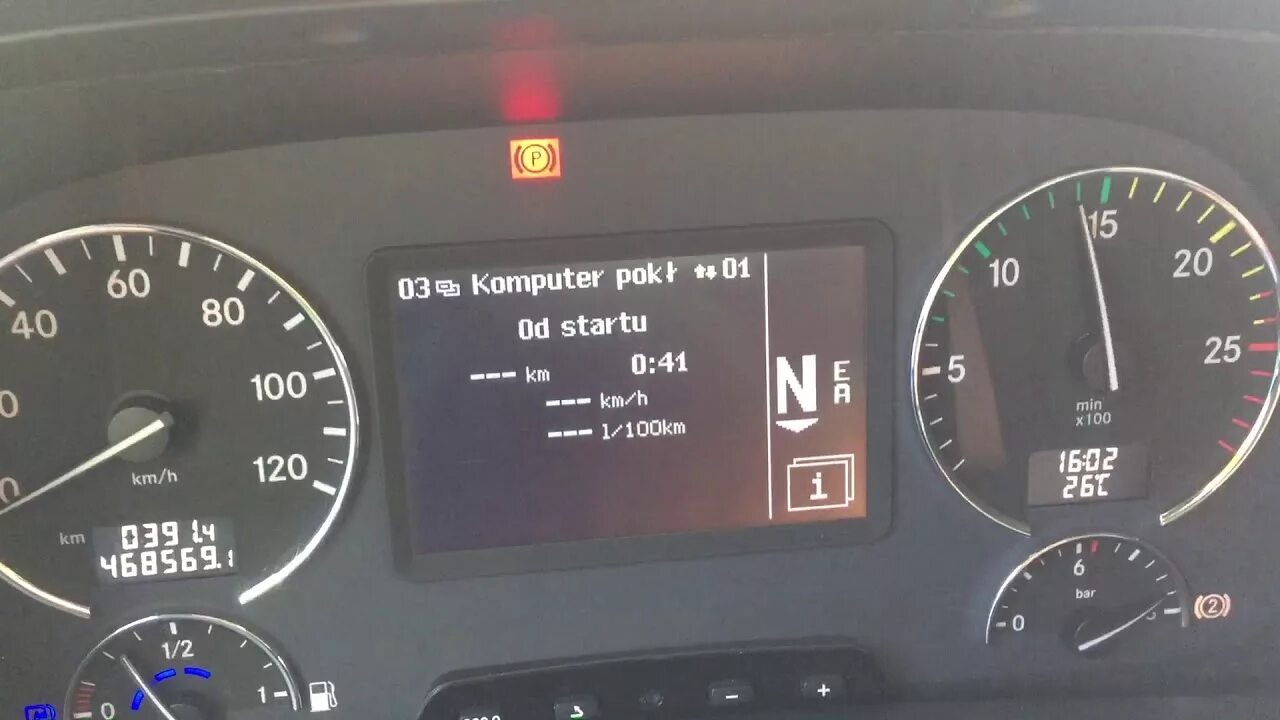 P
40
60
80
100
120
km/h
km
0391.4
468569.1
1/2
0
1
03 Komputer pokł 01
Od startu
--- km 0:41
--- km/h
--- l/100km
N
E
A
i
5
10
15
20
25
min
x100
16:02
26°C
0
6
bar
2
-
+